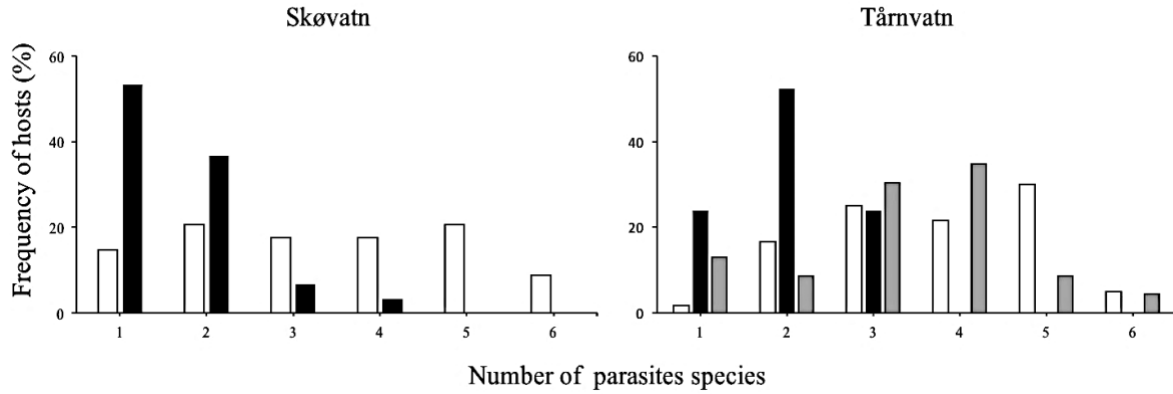 Skøvatn
Tårnvatn
Frequency of hosts (%)
60
40
20
0
1 2 3 4 5 6
60
40
20
0
1 2 3 4 5 6
Number of parasites species